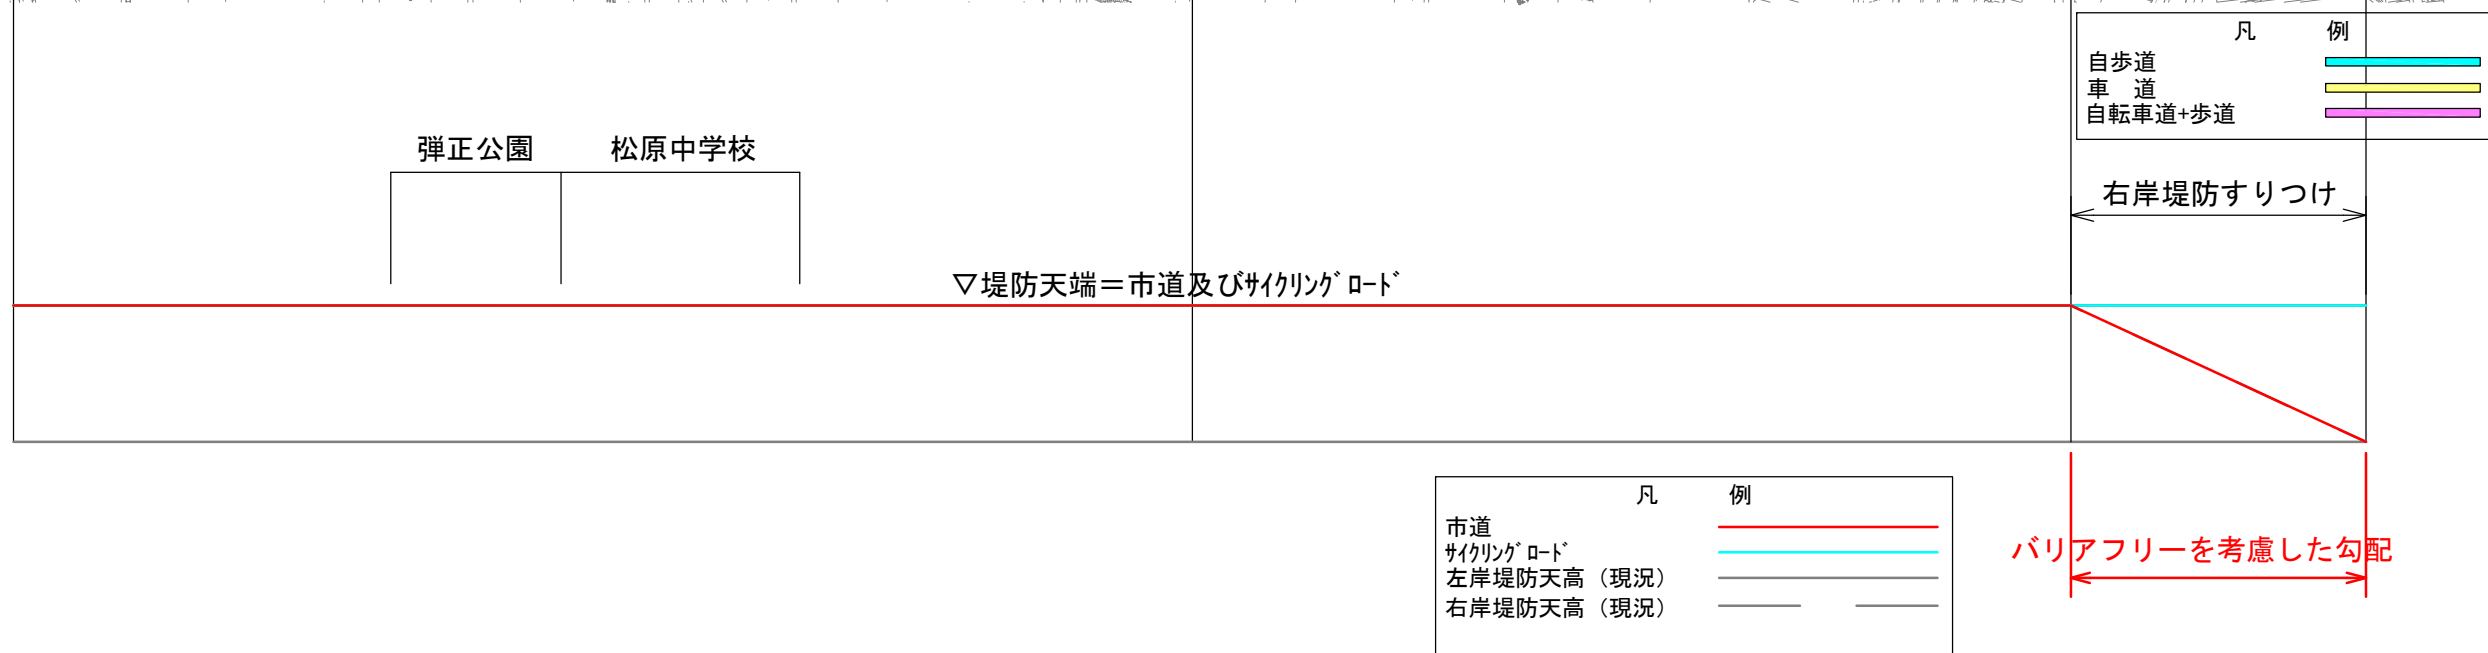 凡 例
自歩道
車 道
自転車道+歩道
弾正公園 松原中学校
右岸堤防すりつけ
▽堤防天端＝市道及びｻｲｸﾘﾝｸﾞﾛｰﾄﾞ
凡 例
市道
ｻｲｸﾘﾝｸﾞﾛｰﾄﾞ
左岸堤防天高（現況）
右岸堤防天高（現況）
バリアフリーを考慮した勾配